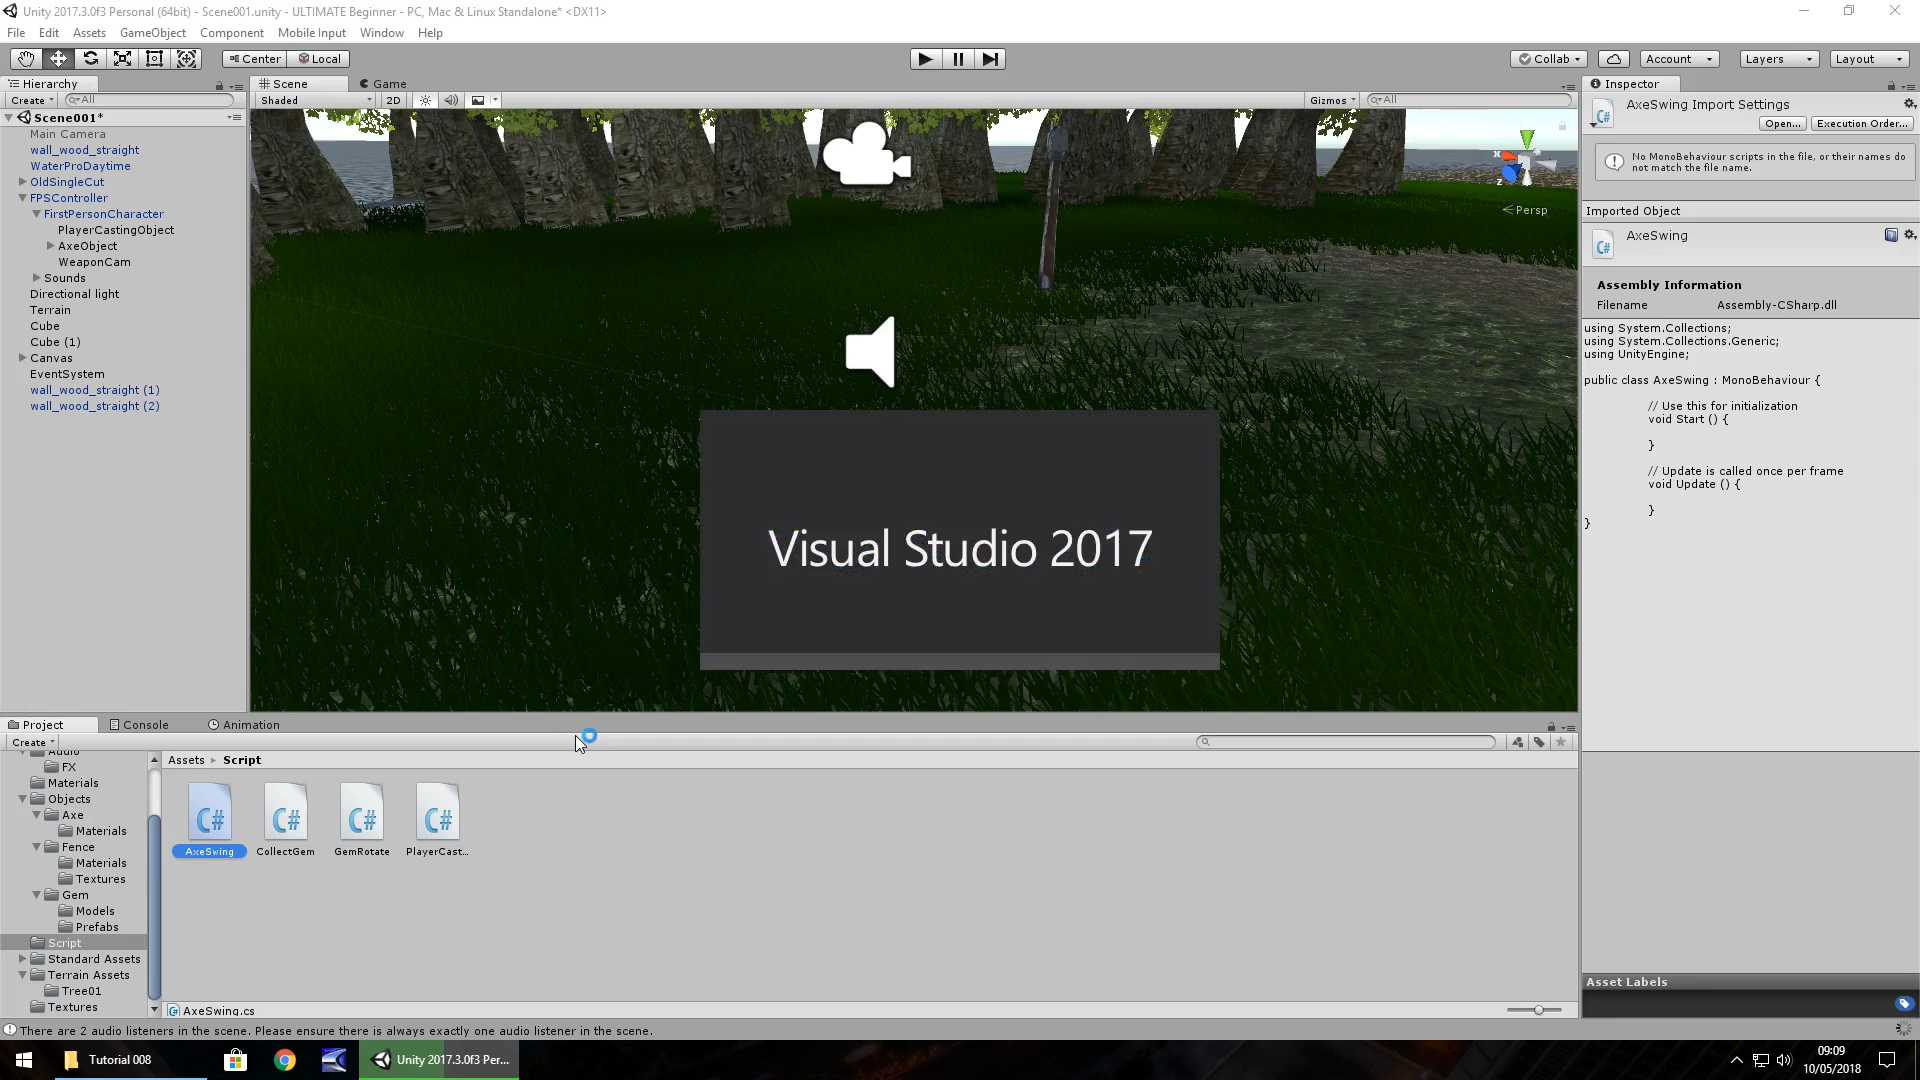 Unity 2017.3.0f3 Personal (64bit) - Scene001.unity - ULTIMATE Beginner - PC, Mac & Linux Standalone* <DX11>
File Edit Assets GameObject Component Mobile Input Window Help
Center Local Collab Account Layers Layout
Hierarchy Scene Game Inspector
Create All Shaded 2D Gizmos All
AxeSwing Import Settings
Open... Execution Order...
Scene001*
Main Camera
wall_wood_straight
WaterProDaytime
OldSingleCut
FPSController
FirstPersonCharacter
PlayerCastingObject
AxeObject
WeaponCam
Sounds
Directional light
Terrain
Cube
Cube (1)
Canvas
EventSystem
wall_wood_straight (1)
wall_wood_straight (2)
x
z
Persp
Visual Studio 2017
No MonoBehaviour scripts in the file, or their names do
not match the file name.
Imported Object
AxeSwing
Assembly Information
Filename Assembly-CSharp.dll
using System.Collections;
using System.Collections.Generic;
using UnityEngine;
public class AxeSwing : MonoBehaviour {
// Use this for initialization
void Start () {
}
// Update is called once per frame
void Update () {
}
}
Project Console Animation
Create
Audio
FX
Materials
Objects
Axe
Materials
Fence
Materials
Textures
Gem
Models
Prefabs
Script
Standard Assets
Terrain Assets
Tree01
Textures
Assets Script
C# C# C# C#
AxeSwing CollectGem GemRotate PlayerCast...
AxeSwing.cs
Asset Labels
There are 2 audio listeners in the scene. Please ensure there is always exactly one audio listener in the scene.
Tutorial 008 Unity 2017.3.0f3 Per...
09:09
10/05/2018